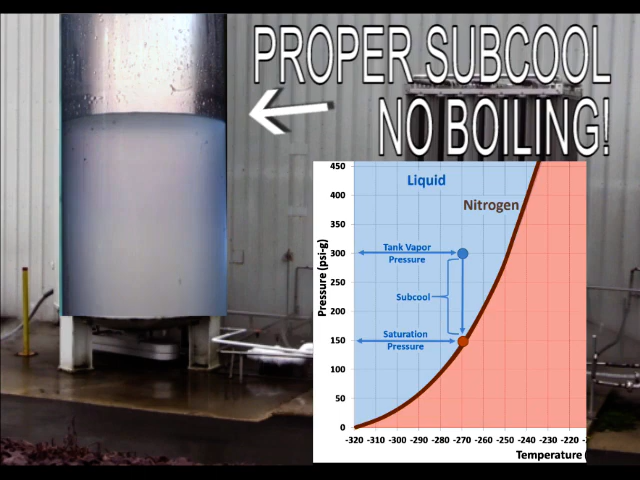 PROPER SUBCOOL
NO BOILING!
Liquid
Nitrogen
Pressure (psi-g)
450
400
350
300
250
200
150
100
50
0
Tank Vapor
Pressure
Subcool
Saturation
Pressure
-320 -310 -300 -290 -280 -270 -260 -250 -240 -230 -220 -
Temperature (